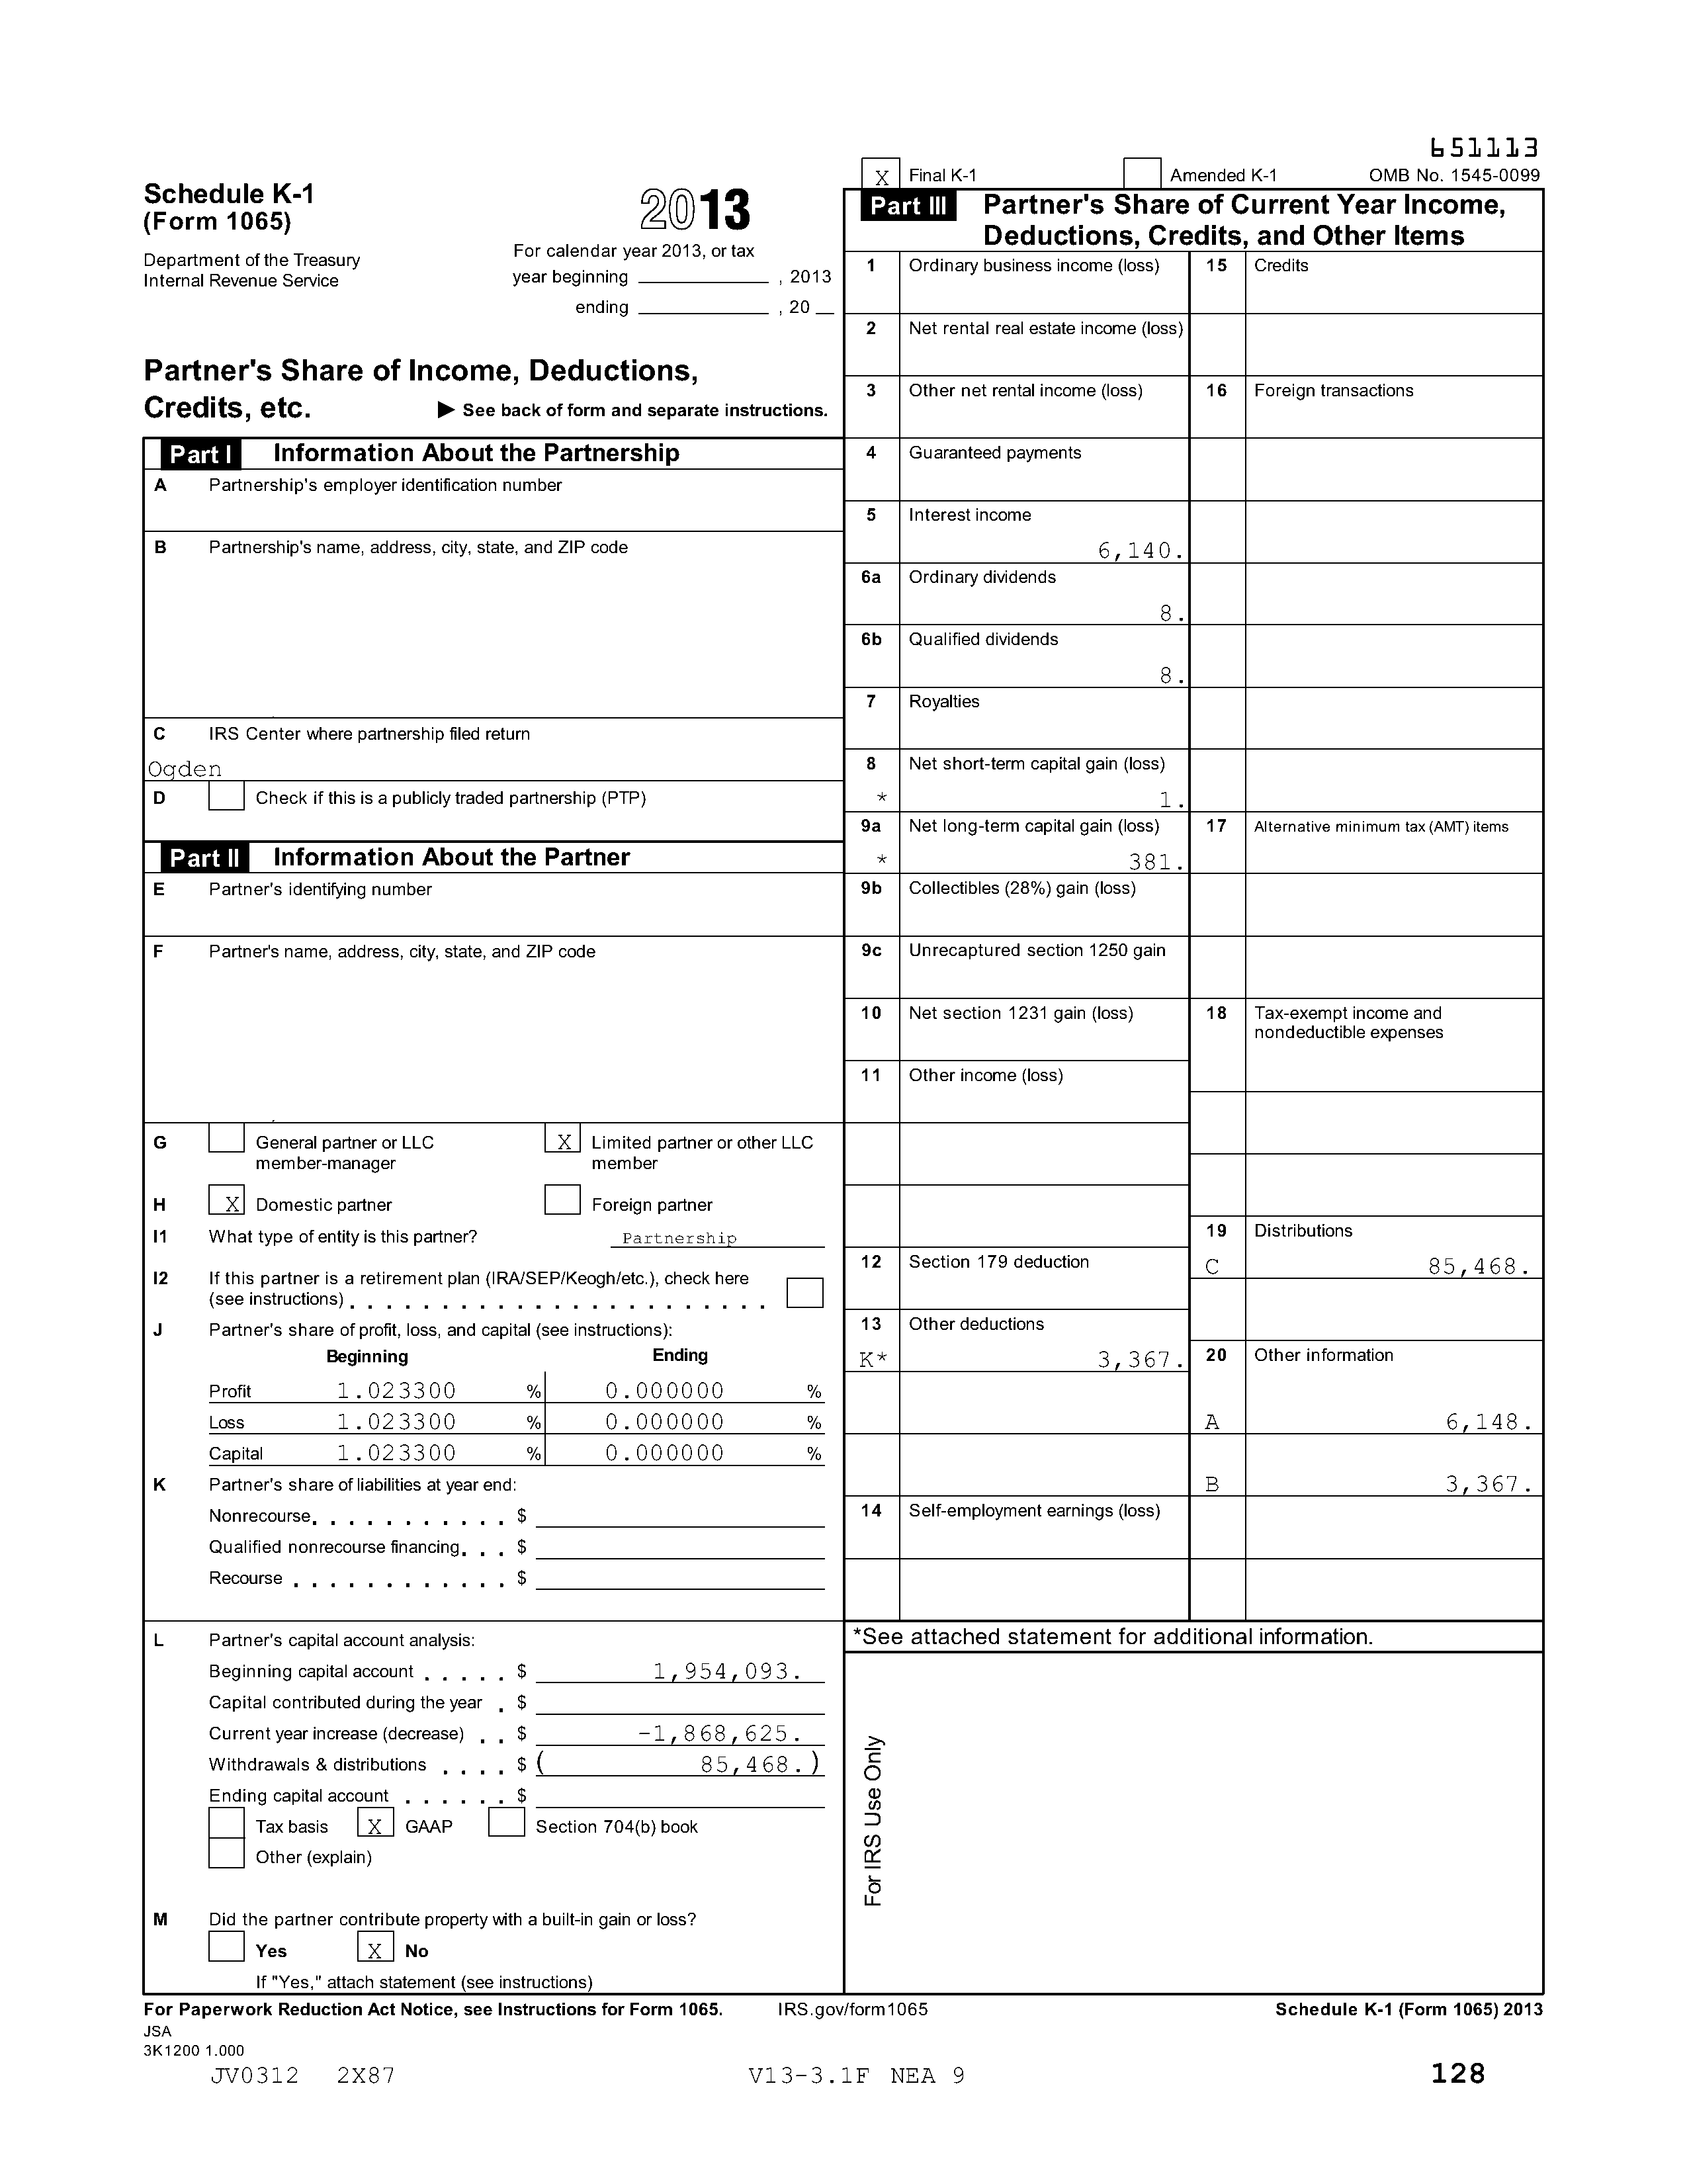 651113
Schedule K-1
(Form 1065)
2013
Department of the Treasury
Internal Revenue Service
For calendar year 2013, or tax
year beginning ____________ , 2013
ending ____________ , 20 __
Partner's Share of Income, Deductions,
Credits, etc. ▶ See back of form and separate instructions.
Part I Information About the Partnership
A Partnership's employer identification number
B Partnership's name, address, city, state, and ZIP code
C IRS Center where partnership filed return
Ogden
D Check if this is a publicly traded partnership (PTP)
Part II Information About the Partner
E Partner's identifying number
F Partner's name, address, city, state, and ZIP code
G General partner or LLC X Limited partner or other LLC
member-manager member
H X Domestic partner Foreign partner
I1 What type of entity is this partner? Partnership
I2 If this partner is a retirement plan (IRA/SEP/Keogh/etc.), check here
(see instructions) . . . . . . . . . . . . . . . . . . . . . . .
J Partner's share of profit, loss, and capital (see instructions):
Beginning Ending
Profit 1.023300 % 0.000000 %
Loss 1.023300 % 0.000000 %
Capital 1.023300 % 0.000000 %
K Partner's share of liabilities at year end:
Nonrecourse. . . . . . . . . . . $
Qualified nonrecourse financing. . . $
Recourse . . . . . . . . . . . . $
L Partner's capital account analysis:
Beginning capital account . . . . . $ 1,954,093.
Capital contributed during the year . $
Current year increase (decrease) . . $ -1,868,625.
Withdrawals & distributions . . . . $ ( 85,468.)
Ending capital account . . . . . . $
Tax basis X GAAP Section 704(b) book
Other (explain)
M Did the partner contribute property with a built-in gain or loss?
Yes X No
If "Yes," attach statement (see instructions)
X Final K-1 Amended K-1 OMB No. 1545-0099
Part III Partner's Share of Current Year Income,
Deductions, Credits, and Other Items
1 Ordinary business income (loss)
2 Net rental real estate income (loss)
3 Other net rental income (loss)
4 Guaranteed payments
5 Interest income
6,140.
6a Ordinary dividends
8.
6b Qualified dividends
8.
7 Royalties
8 Net short-term capital gain (loss)
* 1.
9a Net long-term capital gain (loss)
* 381.
9b Collectibles (28%) gain (loss)
9c Unrecaptured section 1250 gain
10 Net section 1231 gain (loss)
11 Other income (loss)
12 Section 179 deduction
13 Other deductions
K* 3,367.
14 Self-employment earnings (loss)
15 Credits
16 Foreign transactions
17 Alternative minimum tax (AMT) items
18 Tax-exempt income and
nondeductible expenses
19 Distributions
C 85,468.
20 Other information
A 6,148.
B 3,367.
*See attached statement for additional information.
For IRS Use Only
For Paperwork Reduction Act Notice, see Instructions for Form 1065. IRS.gov/form1065 Schedule K-1 (Form 1065) 2013
JSA
3K1200 1.000
JV0312 2X87 V13-3.1F NEA 9 128